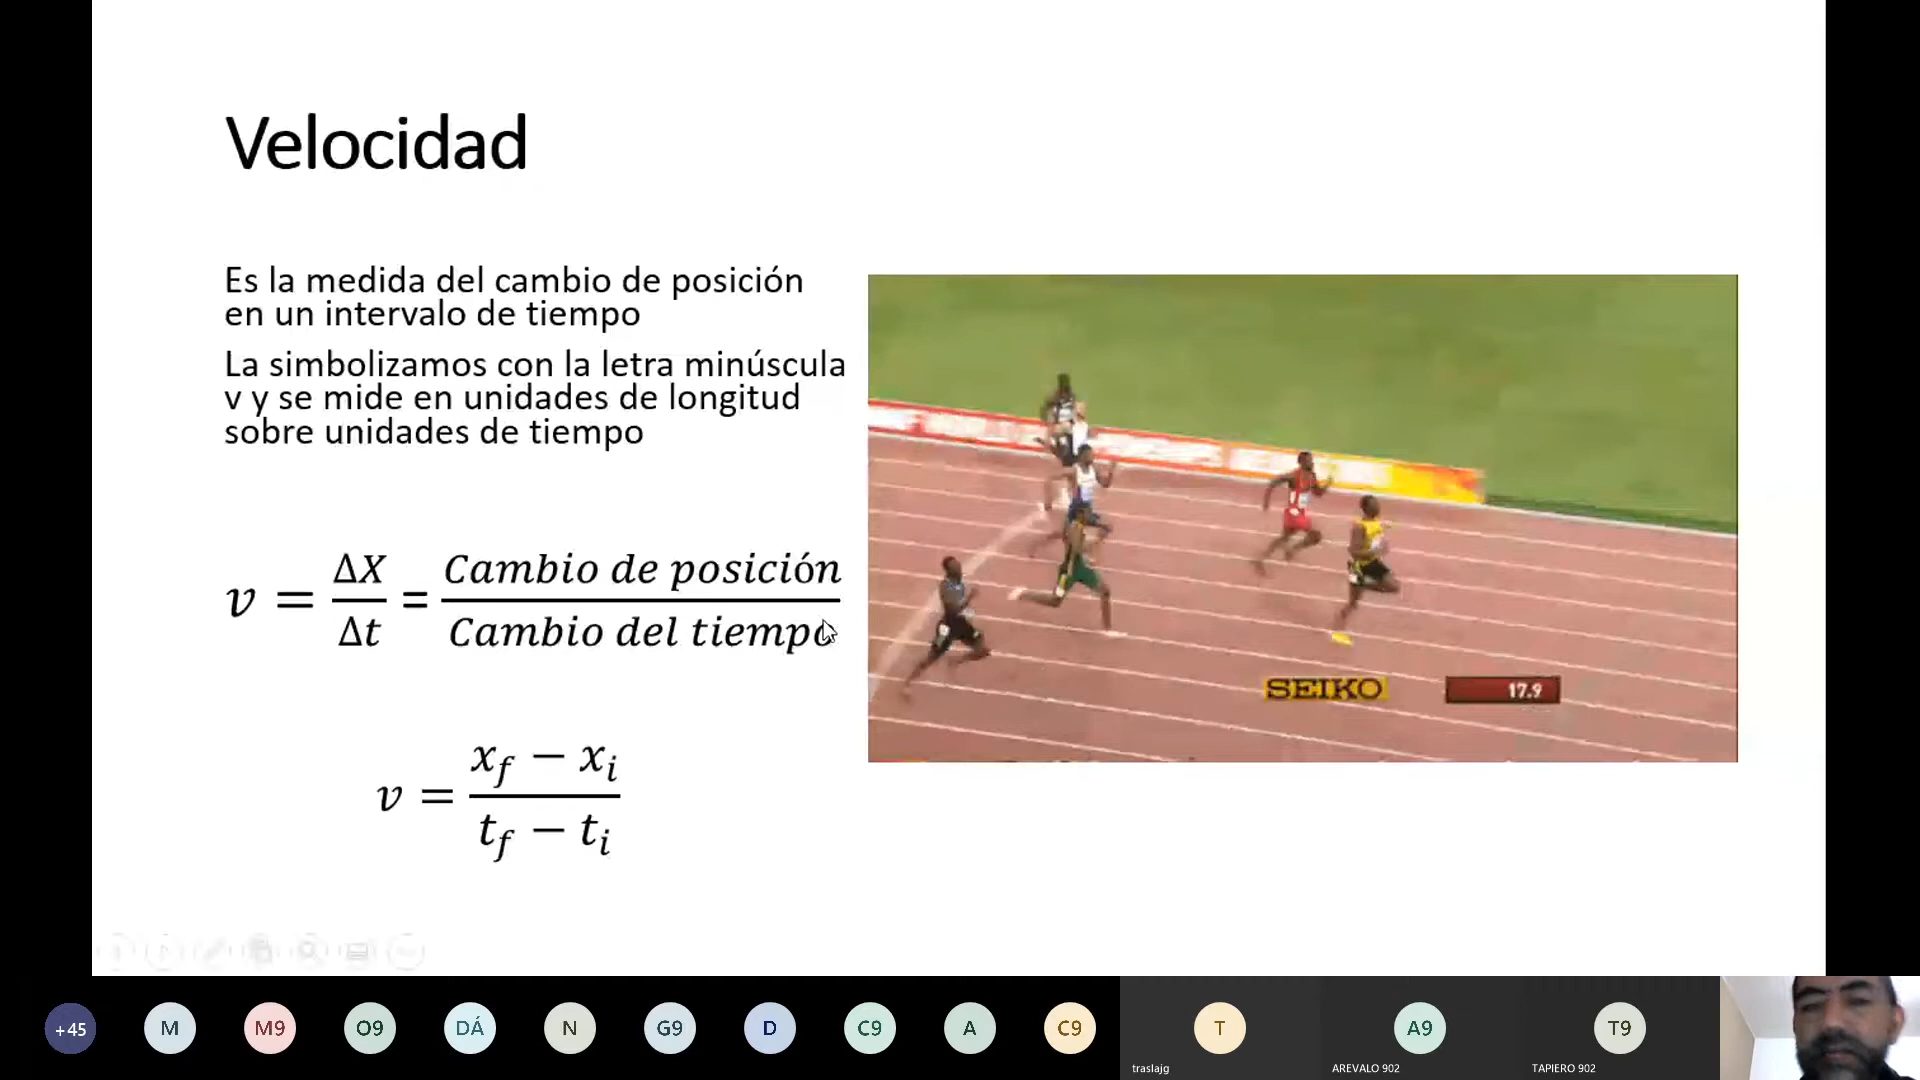 Velocidad
Es la medida del cambio de posición
en un intervalo de tiempo
La simbolizamos con la letra minúscula
v y se mide en unidades de longitud
sobre unidades de tiempo
v = ΔX/Δt = Cambio de posición/Cambio del tiempo
v = (x_f − x_i)/(t_f − t_i)
SEIKO
17.9
+45 M M9 O9 DÁ N G9 D C9 A C9 T A9 T9
traslajg AREVALO 902 TAPIERO 902